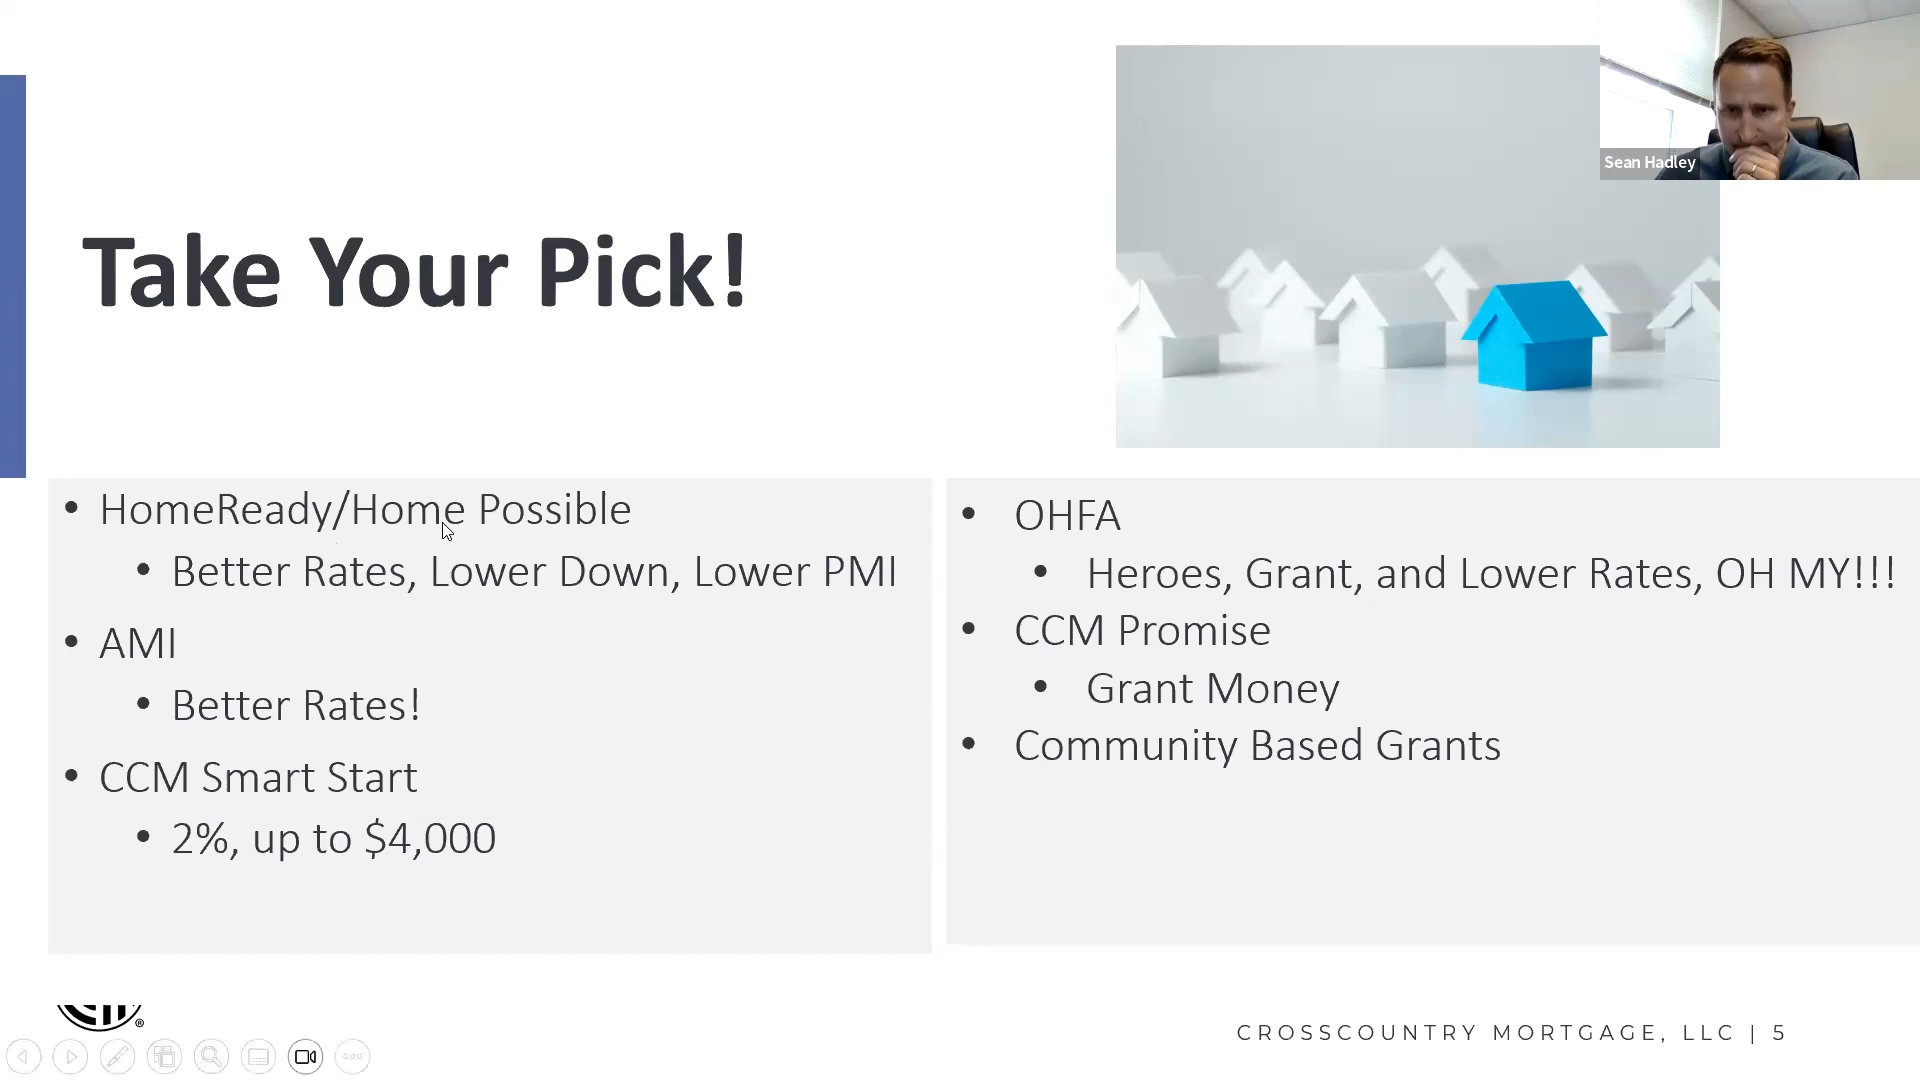 Sean Hadley
Take Your Pick!
• HomeReady/Home Possible
• Better Rates, Lower Down, Lower PMI
• AMI
• Better Rates!
• CCM Smart Start
• 2%, up to $4,000
• OHFA
• Heroes, Grant, and Lower Rates, OH MY!!!
• CCM Promise
• Grant Money
• Community Based Grants
®
CROSSCOUNTRY MORTGAGE, LLC | 5